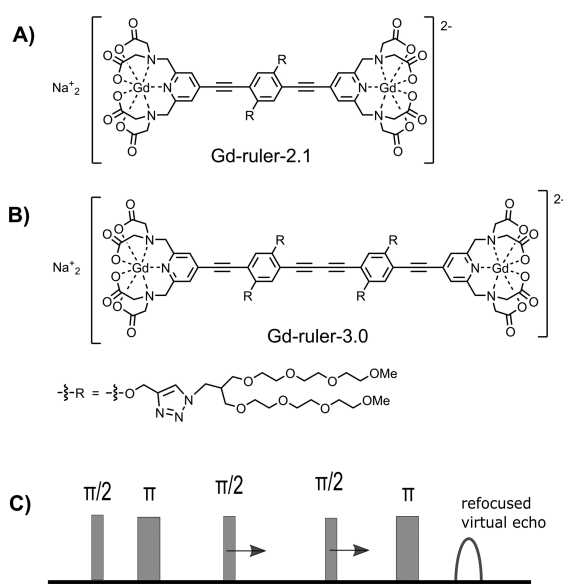 A)
R
2-
O O O O
N N
O O
Na⁺₂ Gd N N Gd
O O
N N
O O O O
R
Gd-ruler-2.1
B)
R R
2-
O O O O
N N
O O
Na⁺₂ Gd N N Gd
O O
N N
O O O O
R R
Gd-ruler-3.0
R = O N N=N O O O OMe
O O O OMe
C)
π/2 π π/2 π/2 π
refocused
virtual echo